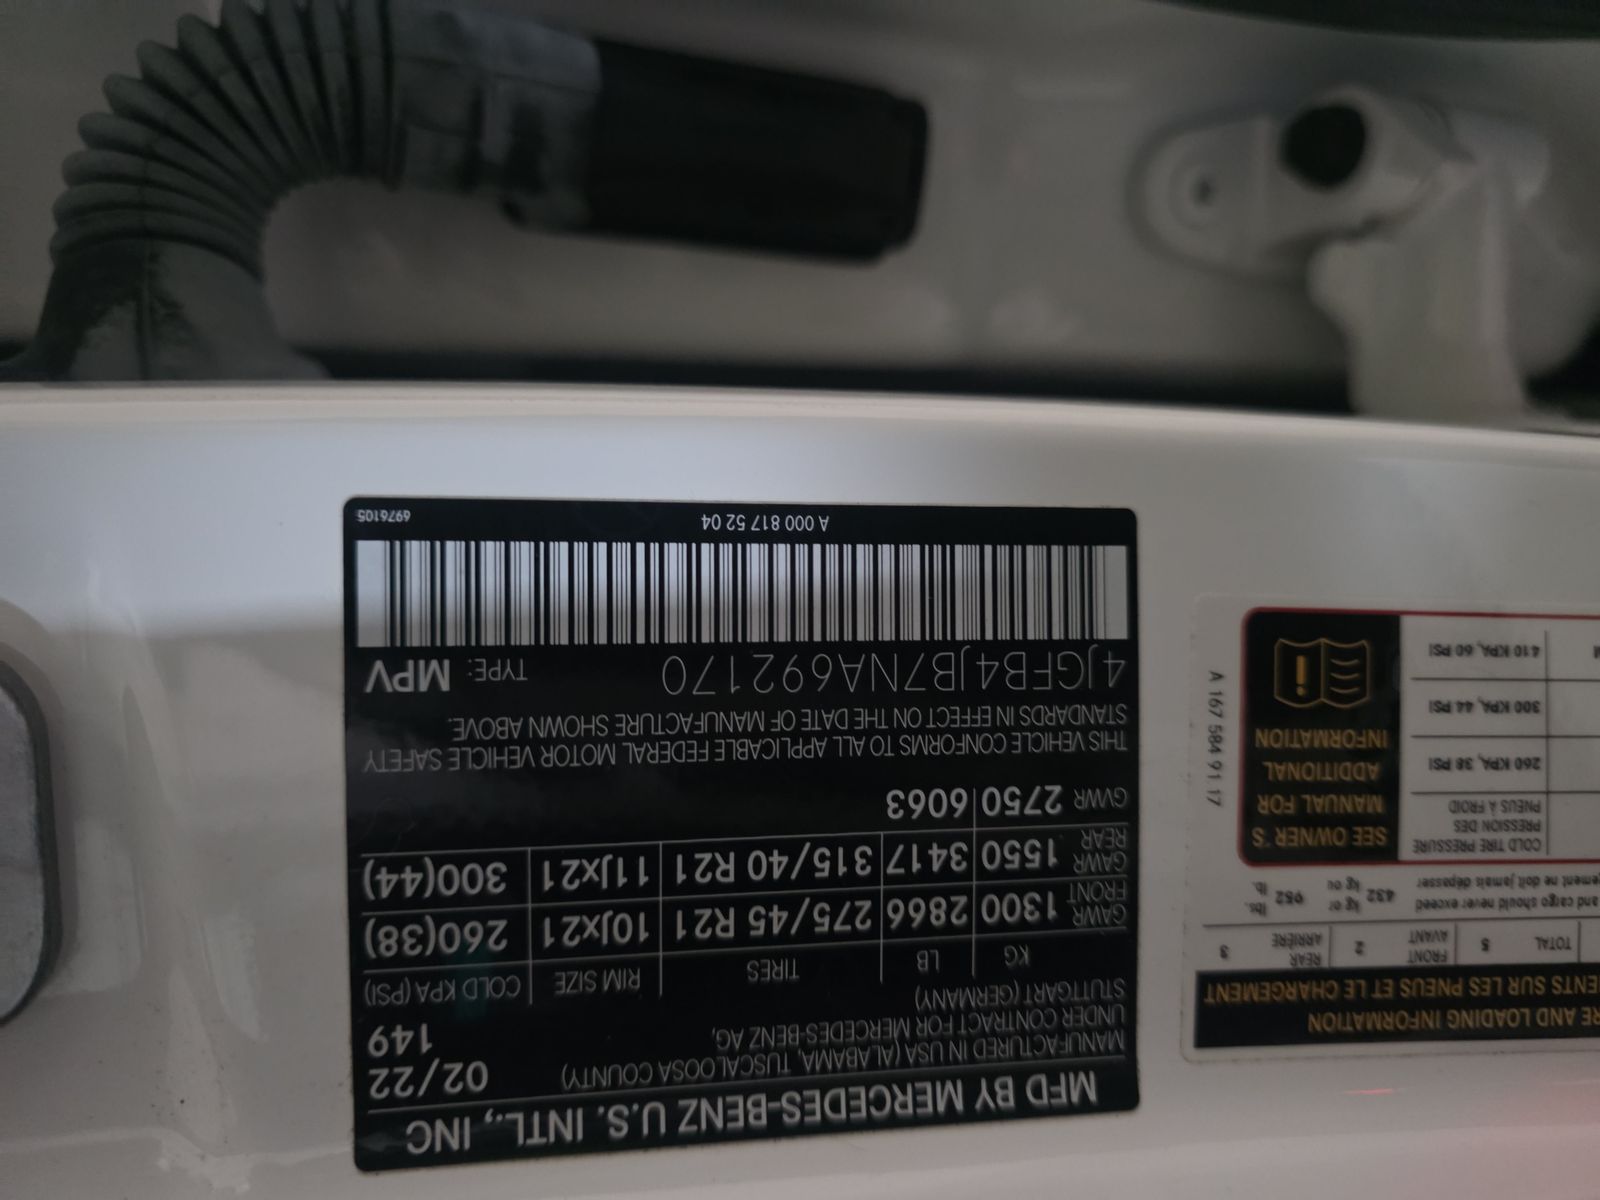 MFD BY MERCEDES-BENZ U.S. INTL., INC
MANUFACTURED IN USA (ALABAMA, TUSCALOOSA COUNTY) 02/22
UNDER CONTRACT FOR MERCEDES-BENZ AG, 149
STUTTGART (GERMANY)
KG LB TIRES RIM SIZE COLD KPA (PSI)
GAWR FRONT 1300 2866 275/45 R21 10Jx21 260(38)
GAWR REAR 1550 3417 315/40 R21 11Jx21 300(44)
GVWR 2750 6063
THIS VEHICLE CONFORMS TO ALL APPLICABLE FEDERAL MOTOR VEHICLE SAFETY
STANDARDS IN EFFECT ON THE DATE OF MANUFACTURE SHOWN ABOVE.
4JGFB4JB7NA692170 TYPE: MPV
A 000 817 52 04 6976105
RE AND LOADING INFORMATION
ENTS SUR LES PNEUS ET LE CHARGEMENT
TOTAL 5 FRONT AVANT 2 REAR ARRIÈRE 3
and cargo should never exceed 432 kg or 952 lbs.
gement ne doit jamais dépasser kg ou lb.
COLD TIRE PRESSURE
PRESSION DES
PNEUS À FROID
260 KPA, 38 PSI
300 KPA, 44 PSI
410 KPA, 60 PSI
SEE OWNER'S
MANUAL FOR
ADDITIONAL
INFORMATION
A 167 584 91 17